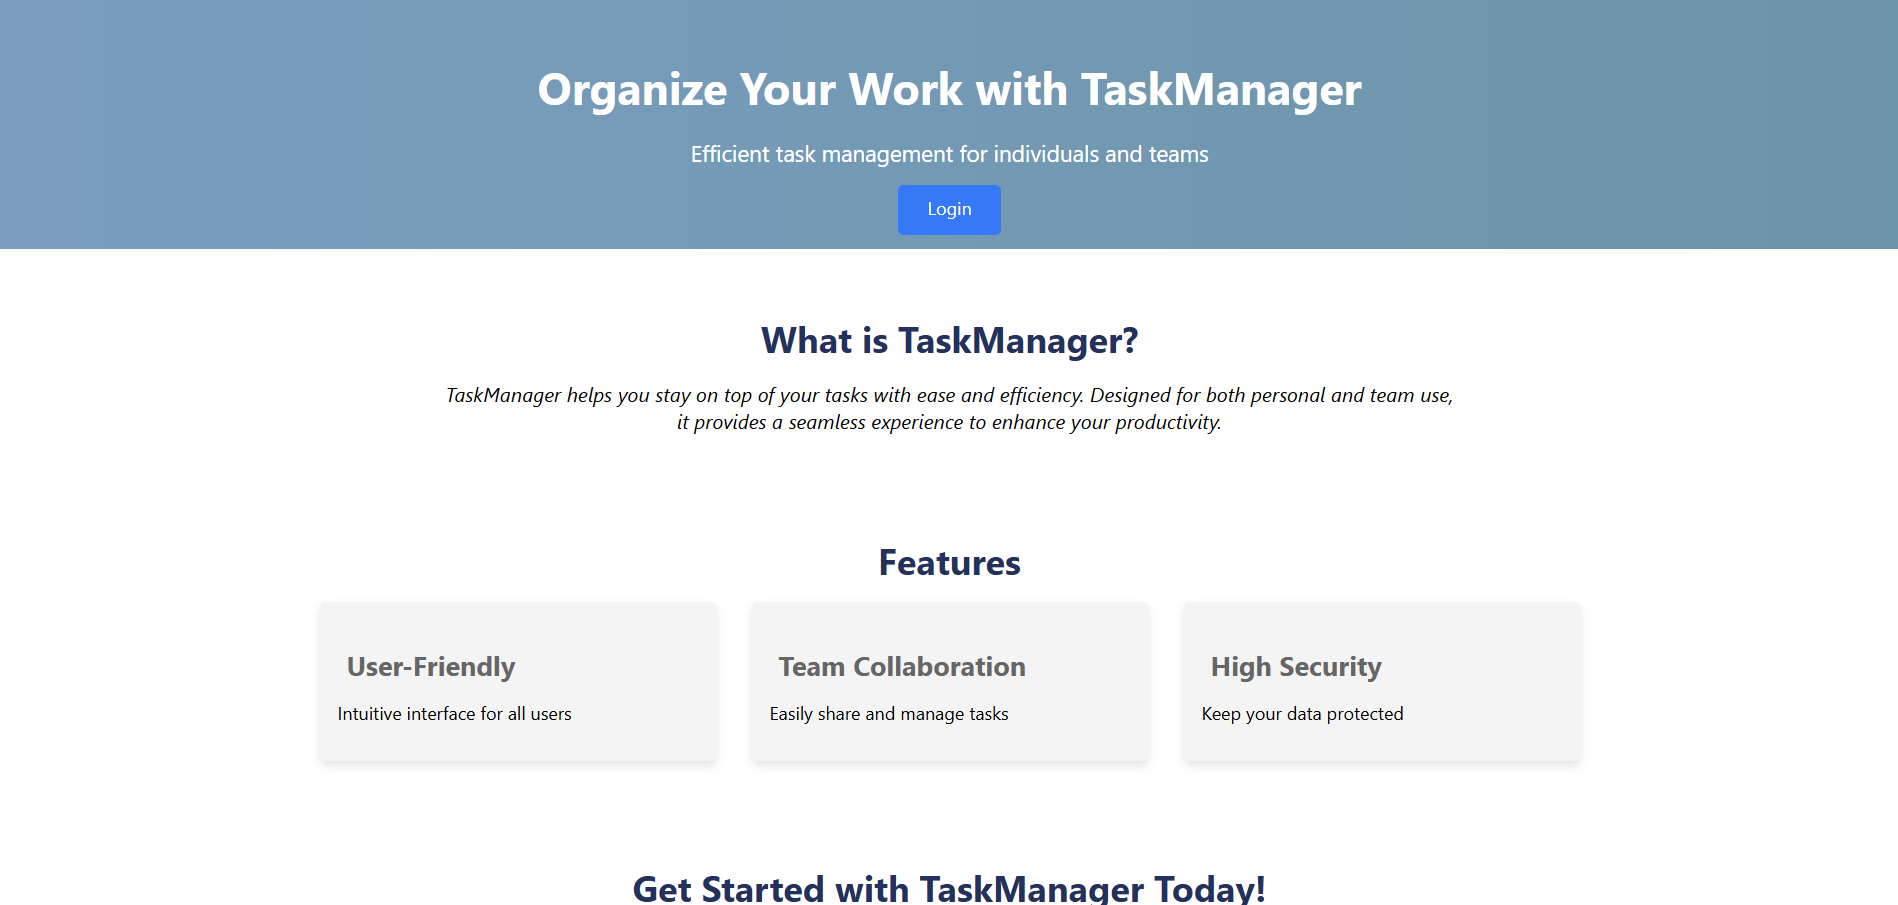 Organize Your Work with TaskManager
Efficient task management for individuals and teams
Login
What is TaskManager?
TaskManager helps you stay on top of your tasks with ease and efficiency. Designed for both personal and team use,
it provides a seamless experience to enhance your productivity.
Features
User-Friendly
Intuitive interface for all users
Team Collaboration
Easily share and manage tasks
High Security
Keep your data protected
Get Started with TaskManager Today!